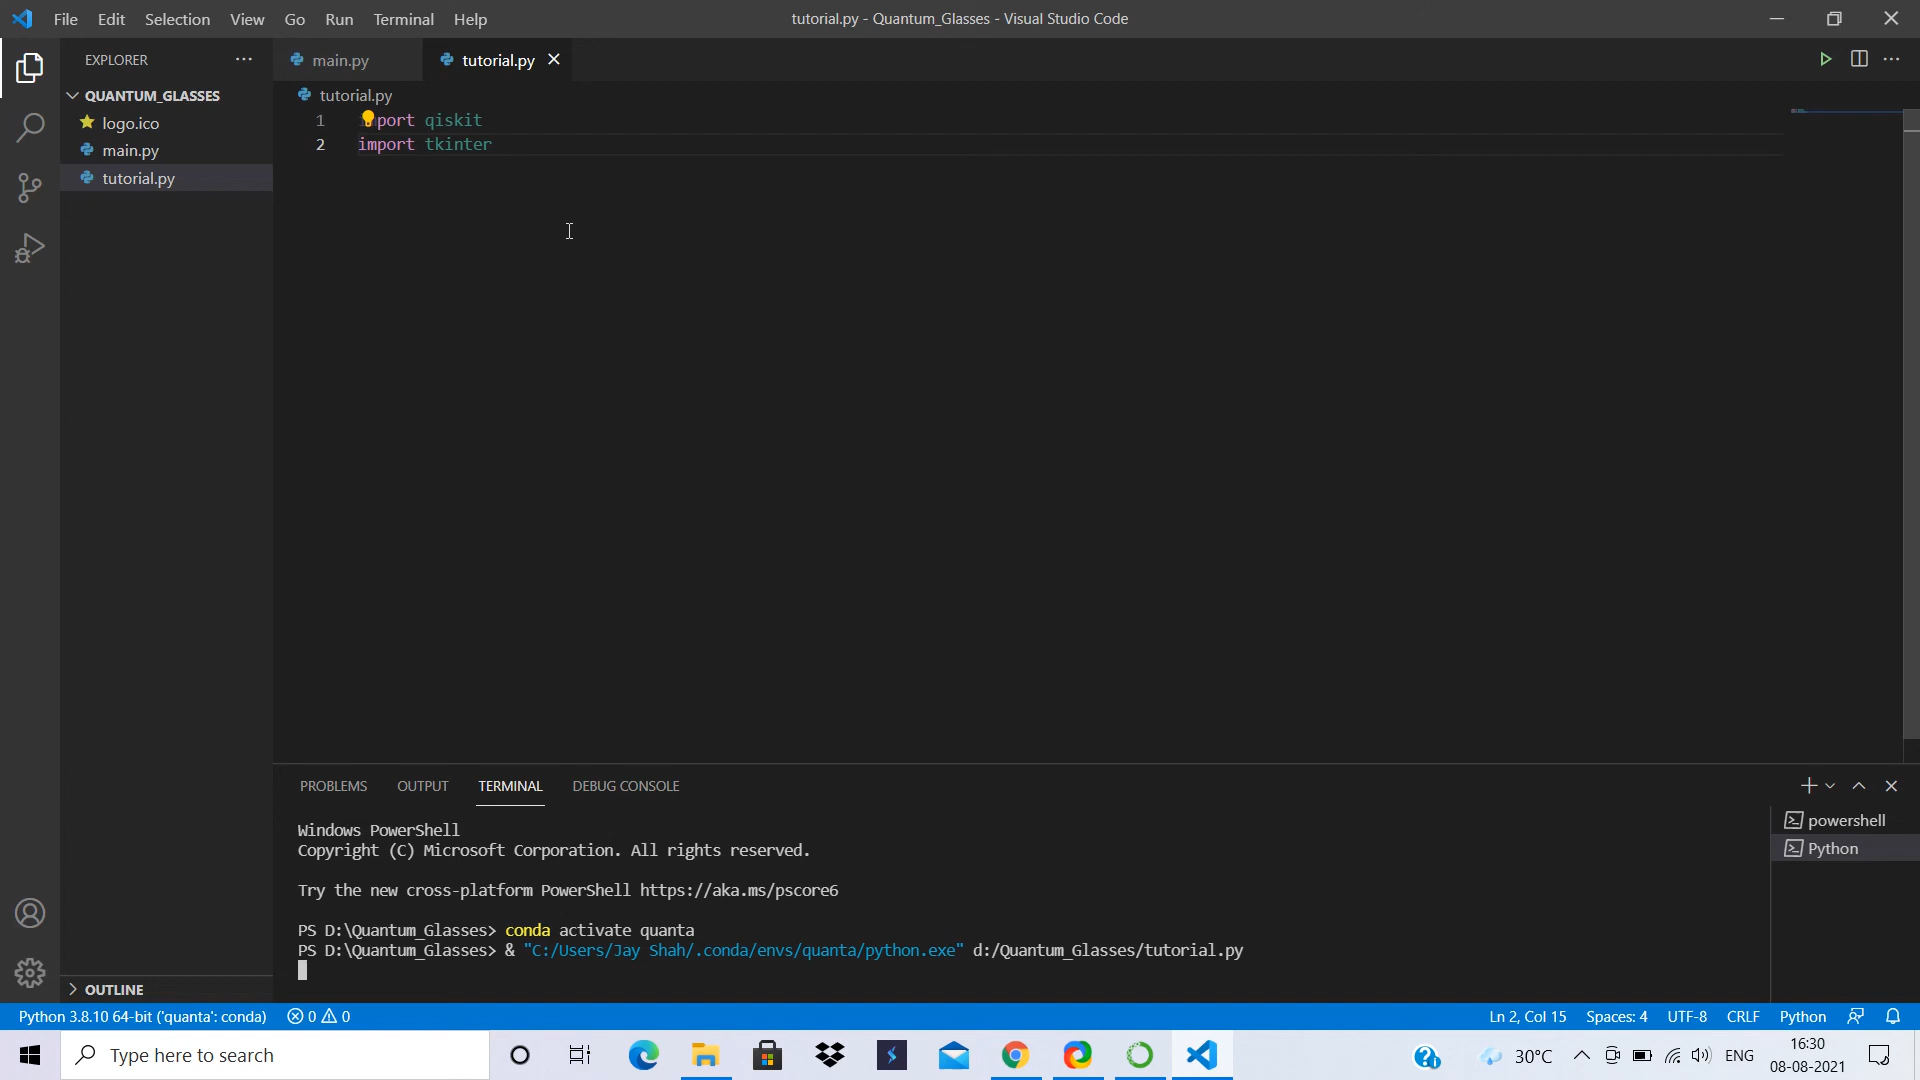 File Edit Selection View Go Run Terminal Help
tutorial.py - Quantum_Glasses - Visual Studio Code
EXPLORER
main.py
tutorial.py
QUANTUM_GLASSES
logo.ico
main.py
tutorial.py
tutorial.py
1 port qiskit
2 import tkinter
PROBLEMS OUTPUT TERMINAL DEBUG CONSOLE
Windows PowerShell
Copyright (C) Microsoft Corporation. All rights reserved.
Try the new cross-platform PowerShell https://aka.ms/pscore6
PS D:\Quantum_Glasses> conda activate quanta
PS D:\Quantum_Glasses> & "C:/Users/Jay Shah/.conda/envs/quanta/python.exe" d:/Quantum_Glasses/tutorial.py
powershell
Python
OUTLINE
Python 3.8.10 64-bit ('quanta': conda) 0 0
Ln 2, Col 15 Spaces: 4 UTF-8 CRLF Python
Type here to search
30°C
ENG
16:30
08-08-2021